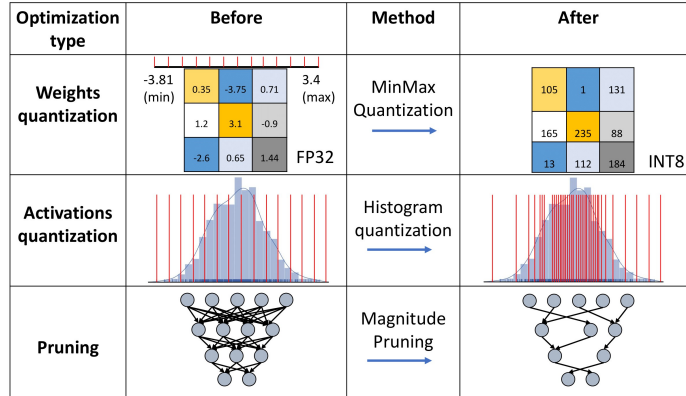 Optimization type
Before
Method
After
Weights quantization
-3.81 (min)
3.4 (max)
0.35 -3.75 0.71
1.2 3.1 -0.9
-2.6 0.65 1.44
FP32
MinMax Quantization
105 1 131
165 235 88
13 112 184
INT8
Activations quantization
Histogram quantization
Pruning
Magnitude Pruning